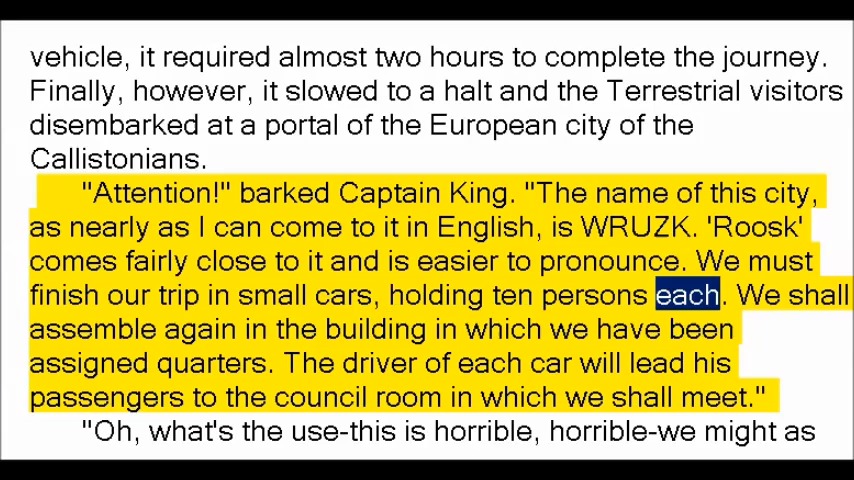 vehicle, it required almost two hours to complete the journey.
Finally, however, it slowed to a halt and the Terrestrial visitors
disembarked at a portal of the European city of the
Callistonians.
"Attention!" barked Captain King. "The name of this city,
as nearly as I can come to it in English, is WRUZK. 'Roosk'
comes fairly close to it and is easier to pronounce. We must
finish our trip in small cars, holding ten persons each. We shall
assemble again in the building in which we have been
assigned quarters. The driver of each car will lead his
passengers to the council room in which we shall meet."
"Oh, what's the use-this is horrible, horrible-we might as